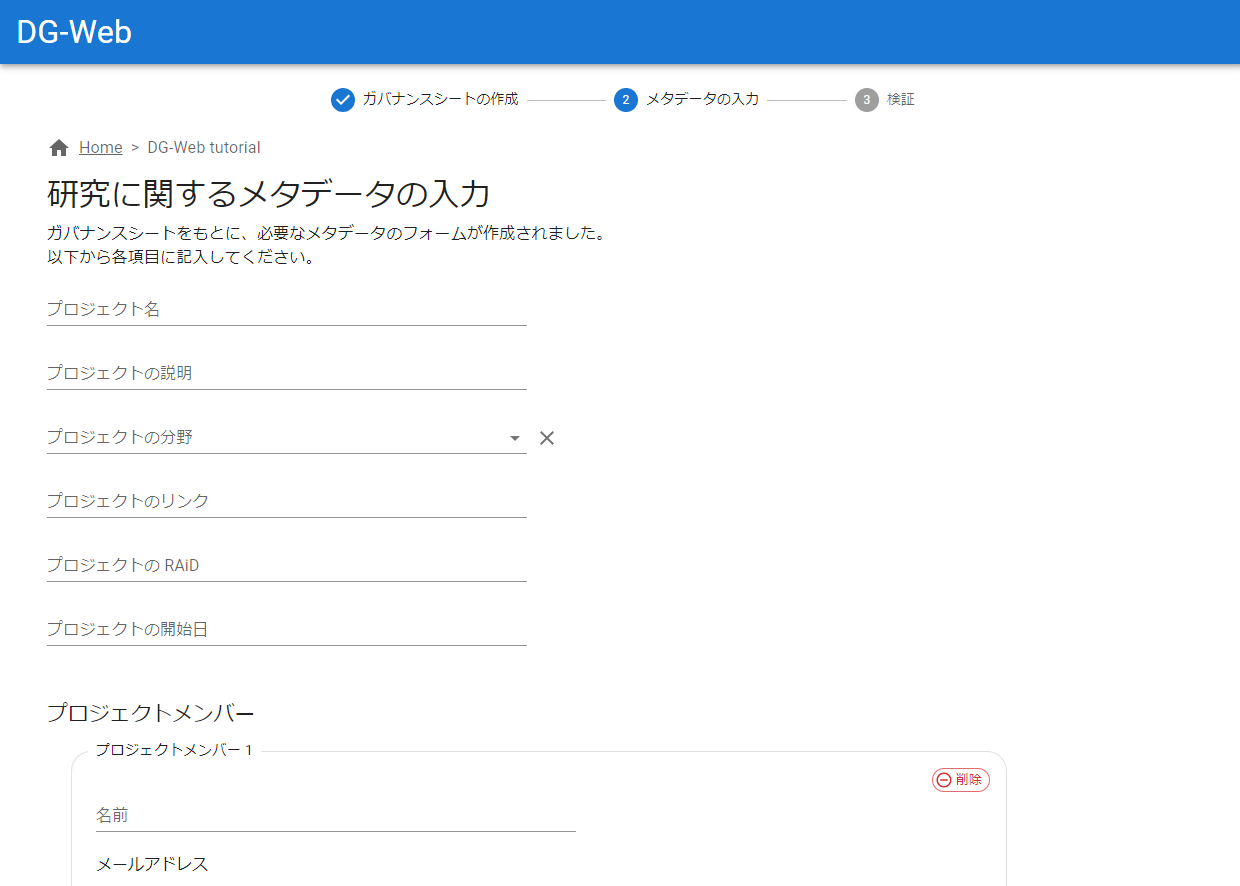 DG-Web
ガバナンスシートの作成
2 メタデータの入力
3 検証
Home > DG-Web tutorial
研究に関するメタデータの入力
ガバナンスシートをもとに、必要なメタデータのフォームが作成されました。
以下から各項目に記入してください。
プロジェクト名
プロジェクトの説明
プロジェクトの分野
プロジェクトのリンク
プロジェクトの RAiD
プロジェクトの開始日
プロジェクトメンバー
プロジェクトメンバー 1
削除
名前
メールアドレス